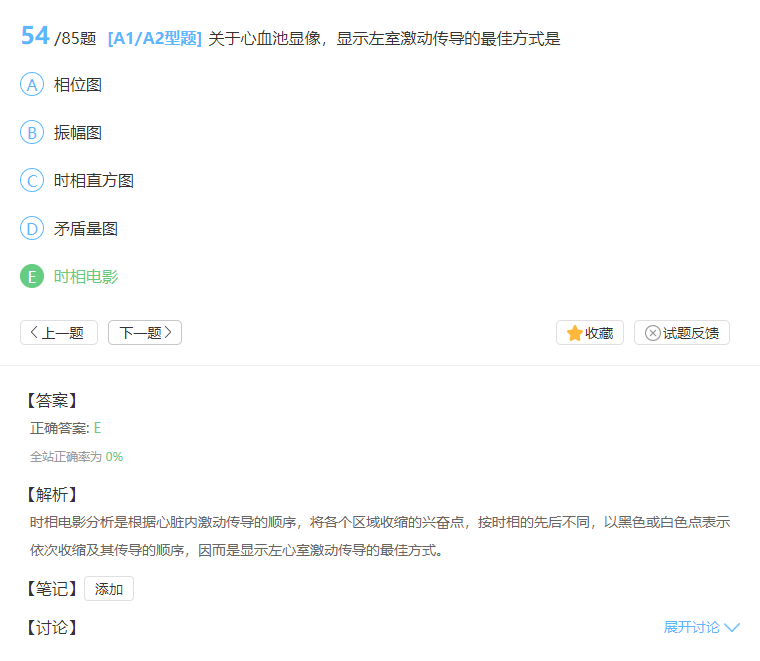 54 /85题 [A1/A2型题] 关于心血池显像，显示左室激动传导的最佳方式是
A 相位图
B 振幅图
C 时相直方图
D 矛盾量图
E 时相电影
上一题 下一题 收藏 试题反馈
【答案】
正确答案: E
全站正确率为 0%
【解析】
时相电影分析是根据心脏内激动传导的顺序，将各个区域收缩的兴奋点，按时相的先后不同，以黑色或白色点表示
依次收缩及其传导的顺序，因而是显示左心室激动传导的最佳方式。
【笔记】 添加
【讨论】 展开讨论